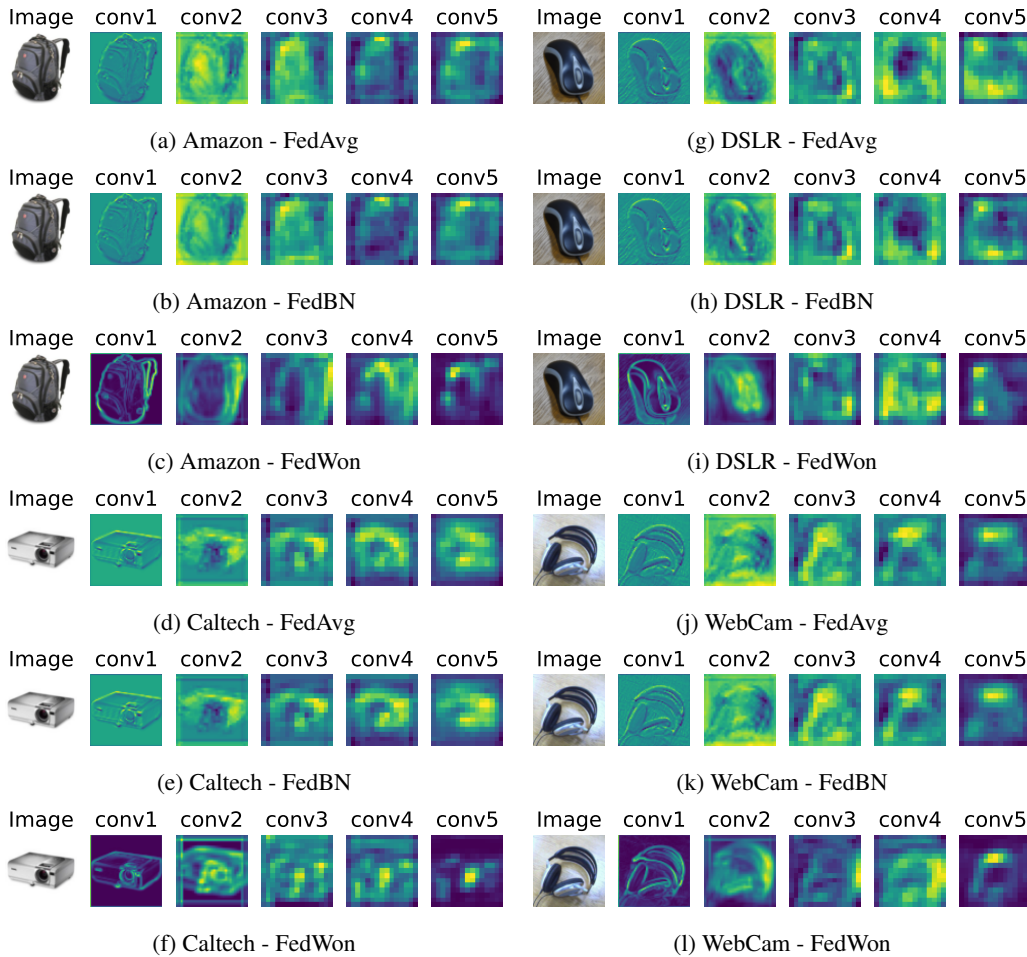 Image conv1 conv2 conv3 conv4 conv5
(a) Amazon - FedAvg
Image conv1 conv2 conv3 conv4 conv5
(b) Amazon - FedBN
Image conv1 conv2 conv3 conv4 conv5
(c) Amazon - FedWon
Image conv1 conv2 conv3 conv4 conv5
(d) Caltech - FedAvg
Image conv1 conv2 conv3 conv4 conv5
(e) Caltech - FedBN
Image conv1 conv2 conv3 conv4 conv5
(f) Caltech - FedWon
Image conv1 conv2 conv3 conv4 conv5
(g) DSLR - FedAvg
Image conv1 conv2 conv3 conv4 conv5
(h) DSLR - FedBN
Image conv1 conv2 conv3 conv4 conv5
(i) DSLR - FedWon
Image conv1 conv2 conv3 conv4 conv5
(j) WebCam - FedAvg
Image conv1 conv2 conv3 conv4 conv5
(k) WebCam - FedBN
Image conv1 conv2 conv3 conv4 conv5
(l) WebCam - FedWon